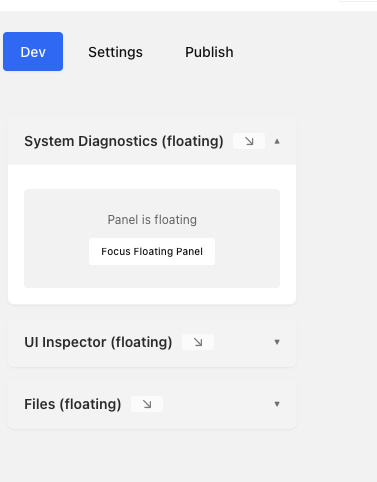 Dev Settings Publish
System Diagnostics (floating)
Panel is floating
Focus Floating Panel
UI Inspector (floating)
Files (floating)